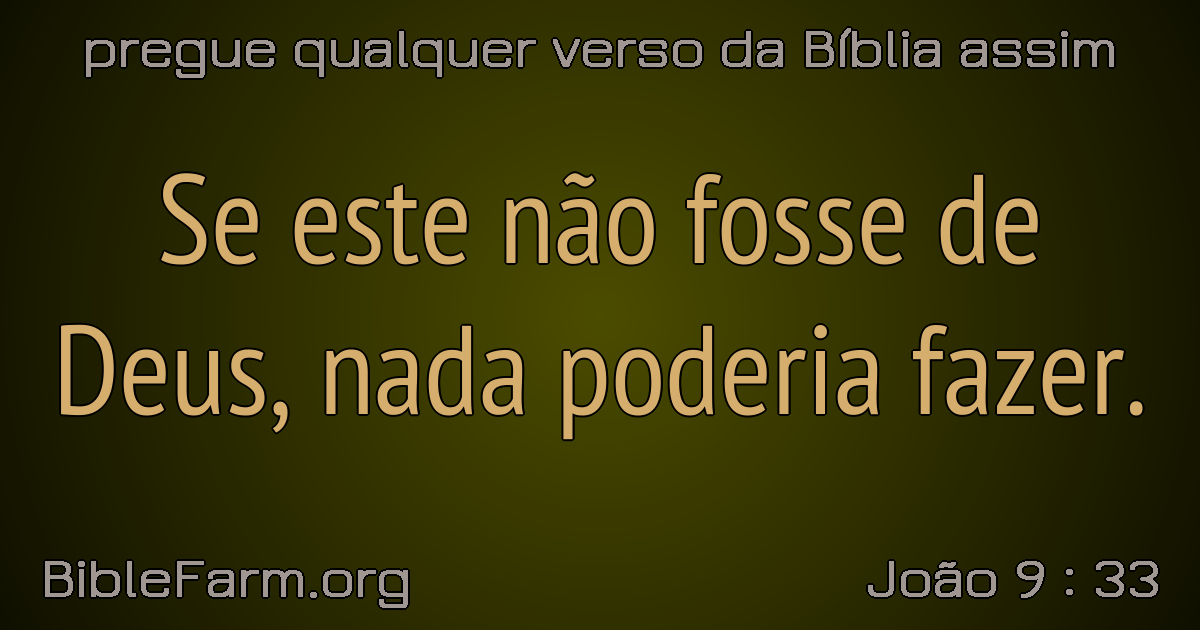 pregue qualquer verso da Bíblia assim
Se este não fosse de
Deus, nada poderia fazer.
BibleFarm.org
João 9 : 33